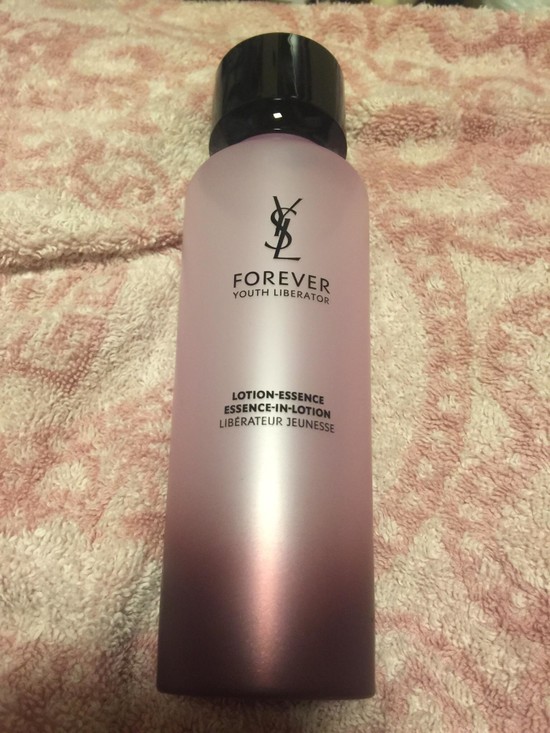 YSL
FOREVER
YOUTH LIBERATOR
LOTION-ESSENCE
ESSENCE-IN-LOTION
LIBÉRATEUR JEUNESSE